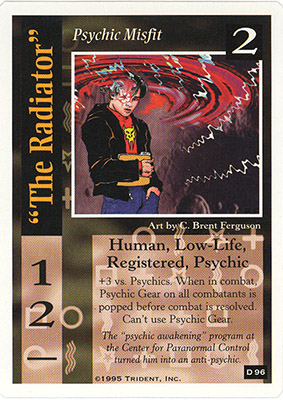 Psychic Misfit
2
"The Radiator"
Art by C. Brent Ferguson
Human, Low-Life,
Registered, Psychic
+3 vs. Psychics. When in combat,
Psychic Gear on all combatants is
popped before combat is resolved.
Can't use Psychic Gear.
The "psychic awakening" program at
the Center for Paranormal Control
turned him into an anti-psychic.
1
2
©1995 TRIDENT, INC.
D 96